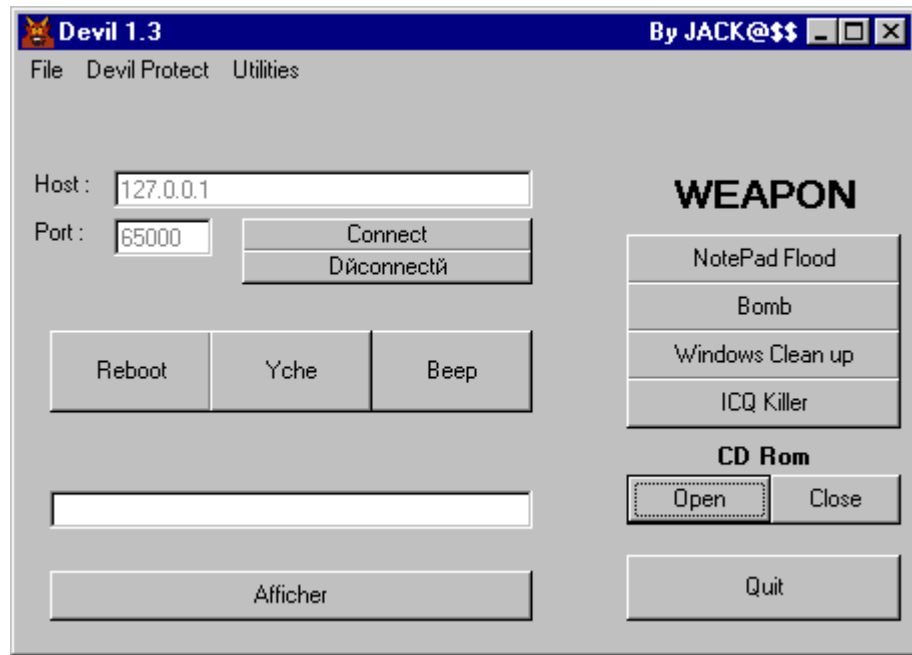 Devil 1.3 By JACK@$$
File Devil Protect Utilities
Host : 127.0.0.1
Port : 65000
Connect
Dйconnectй
Reboot Yche Beep
Afficher
WEAPON
NotePad Flood
Bomb
Windows Clean up
ICQ Killer
CD Rom
Open Close
Quit